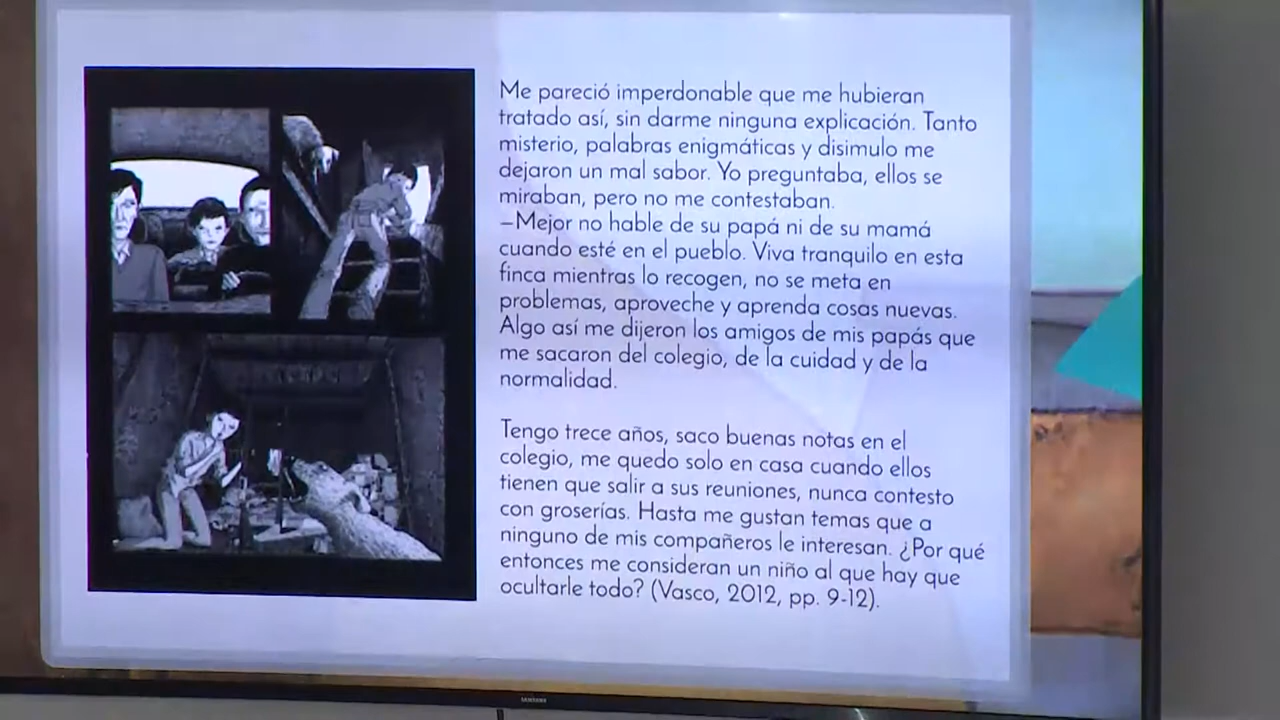 Me pareció imperdonable que me hubieran
tratado así, sin darme ninguna explicación. Tanto
misterio, palabras enigmáticas y disimulo me
dejaron un mal sabor. Yo preguntaba, ellos se
miraban, pero no me contestaban.
–Mejor no hable de su papá ni de su mamá
cuando esté en el pueblo. Viva tranquilo en esta
finca mientras lo recogen, no se meta en
problemas, aproveche y aprenda cosas nuevas.
Algo así me dijeron los amigos de mis papás que
me sacaron del colegio, de la cuidad y de la
normalidad.
Tengo trece años, saco buenas notas en el
colegio, me quedo solo en casa cuando ellos
tienen que salir a sus reuniones, nunca contesto
con groserías. Hasta me gustan temas que a
ninguno de mis compañeros le interesan. ¿Por qué
entonces me consideran un niño al que hay que
ocultarle todo? (Vasco, 2012, pp. 9-12).
SAMSUNG